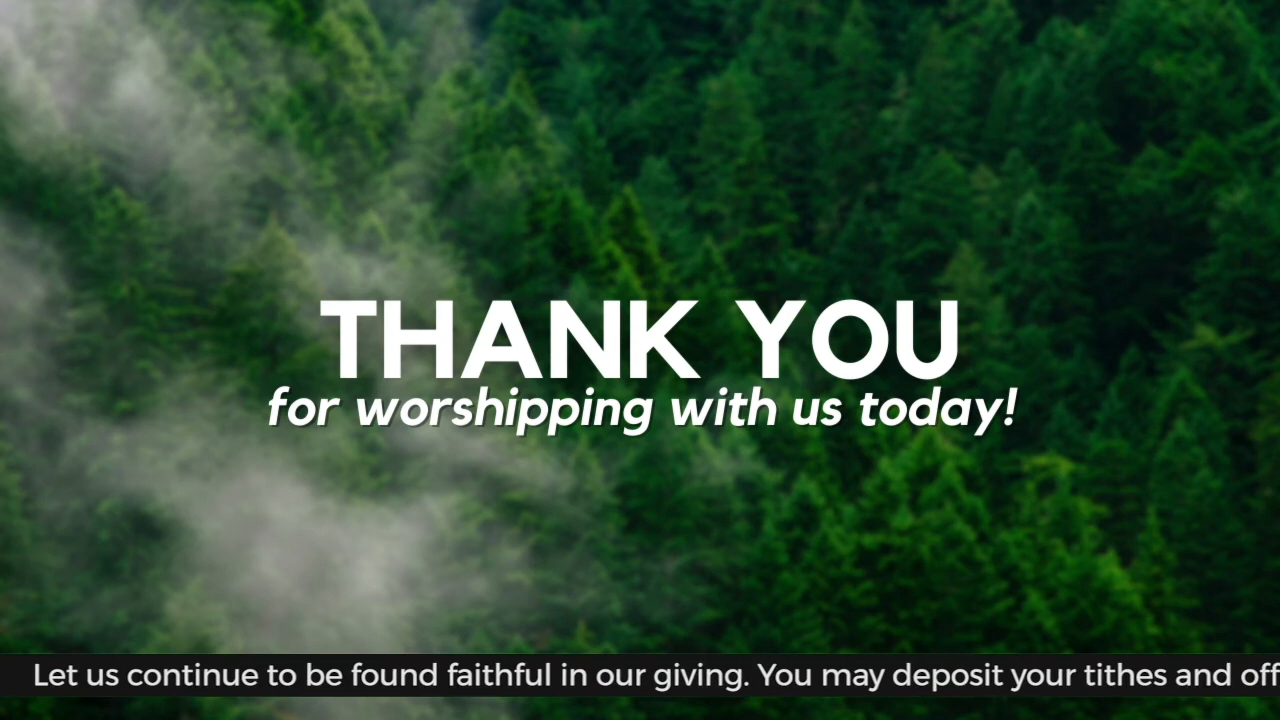 THANK YOU
for worshipping with us today!
Let us continue to be found faithful in our giving. You may deposit your tithes and off